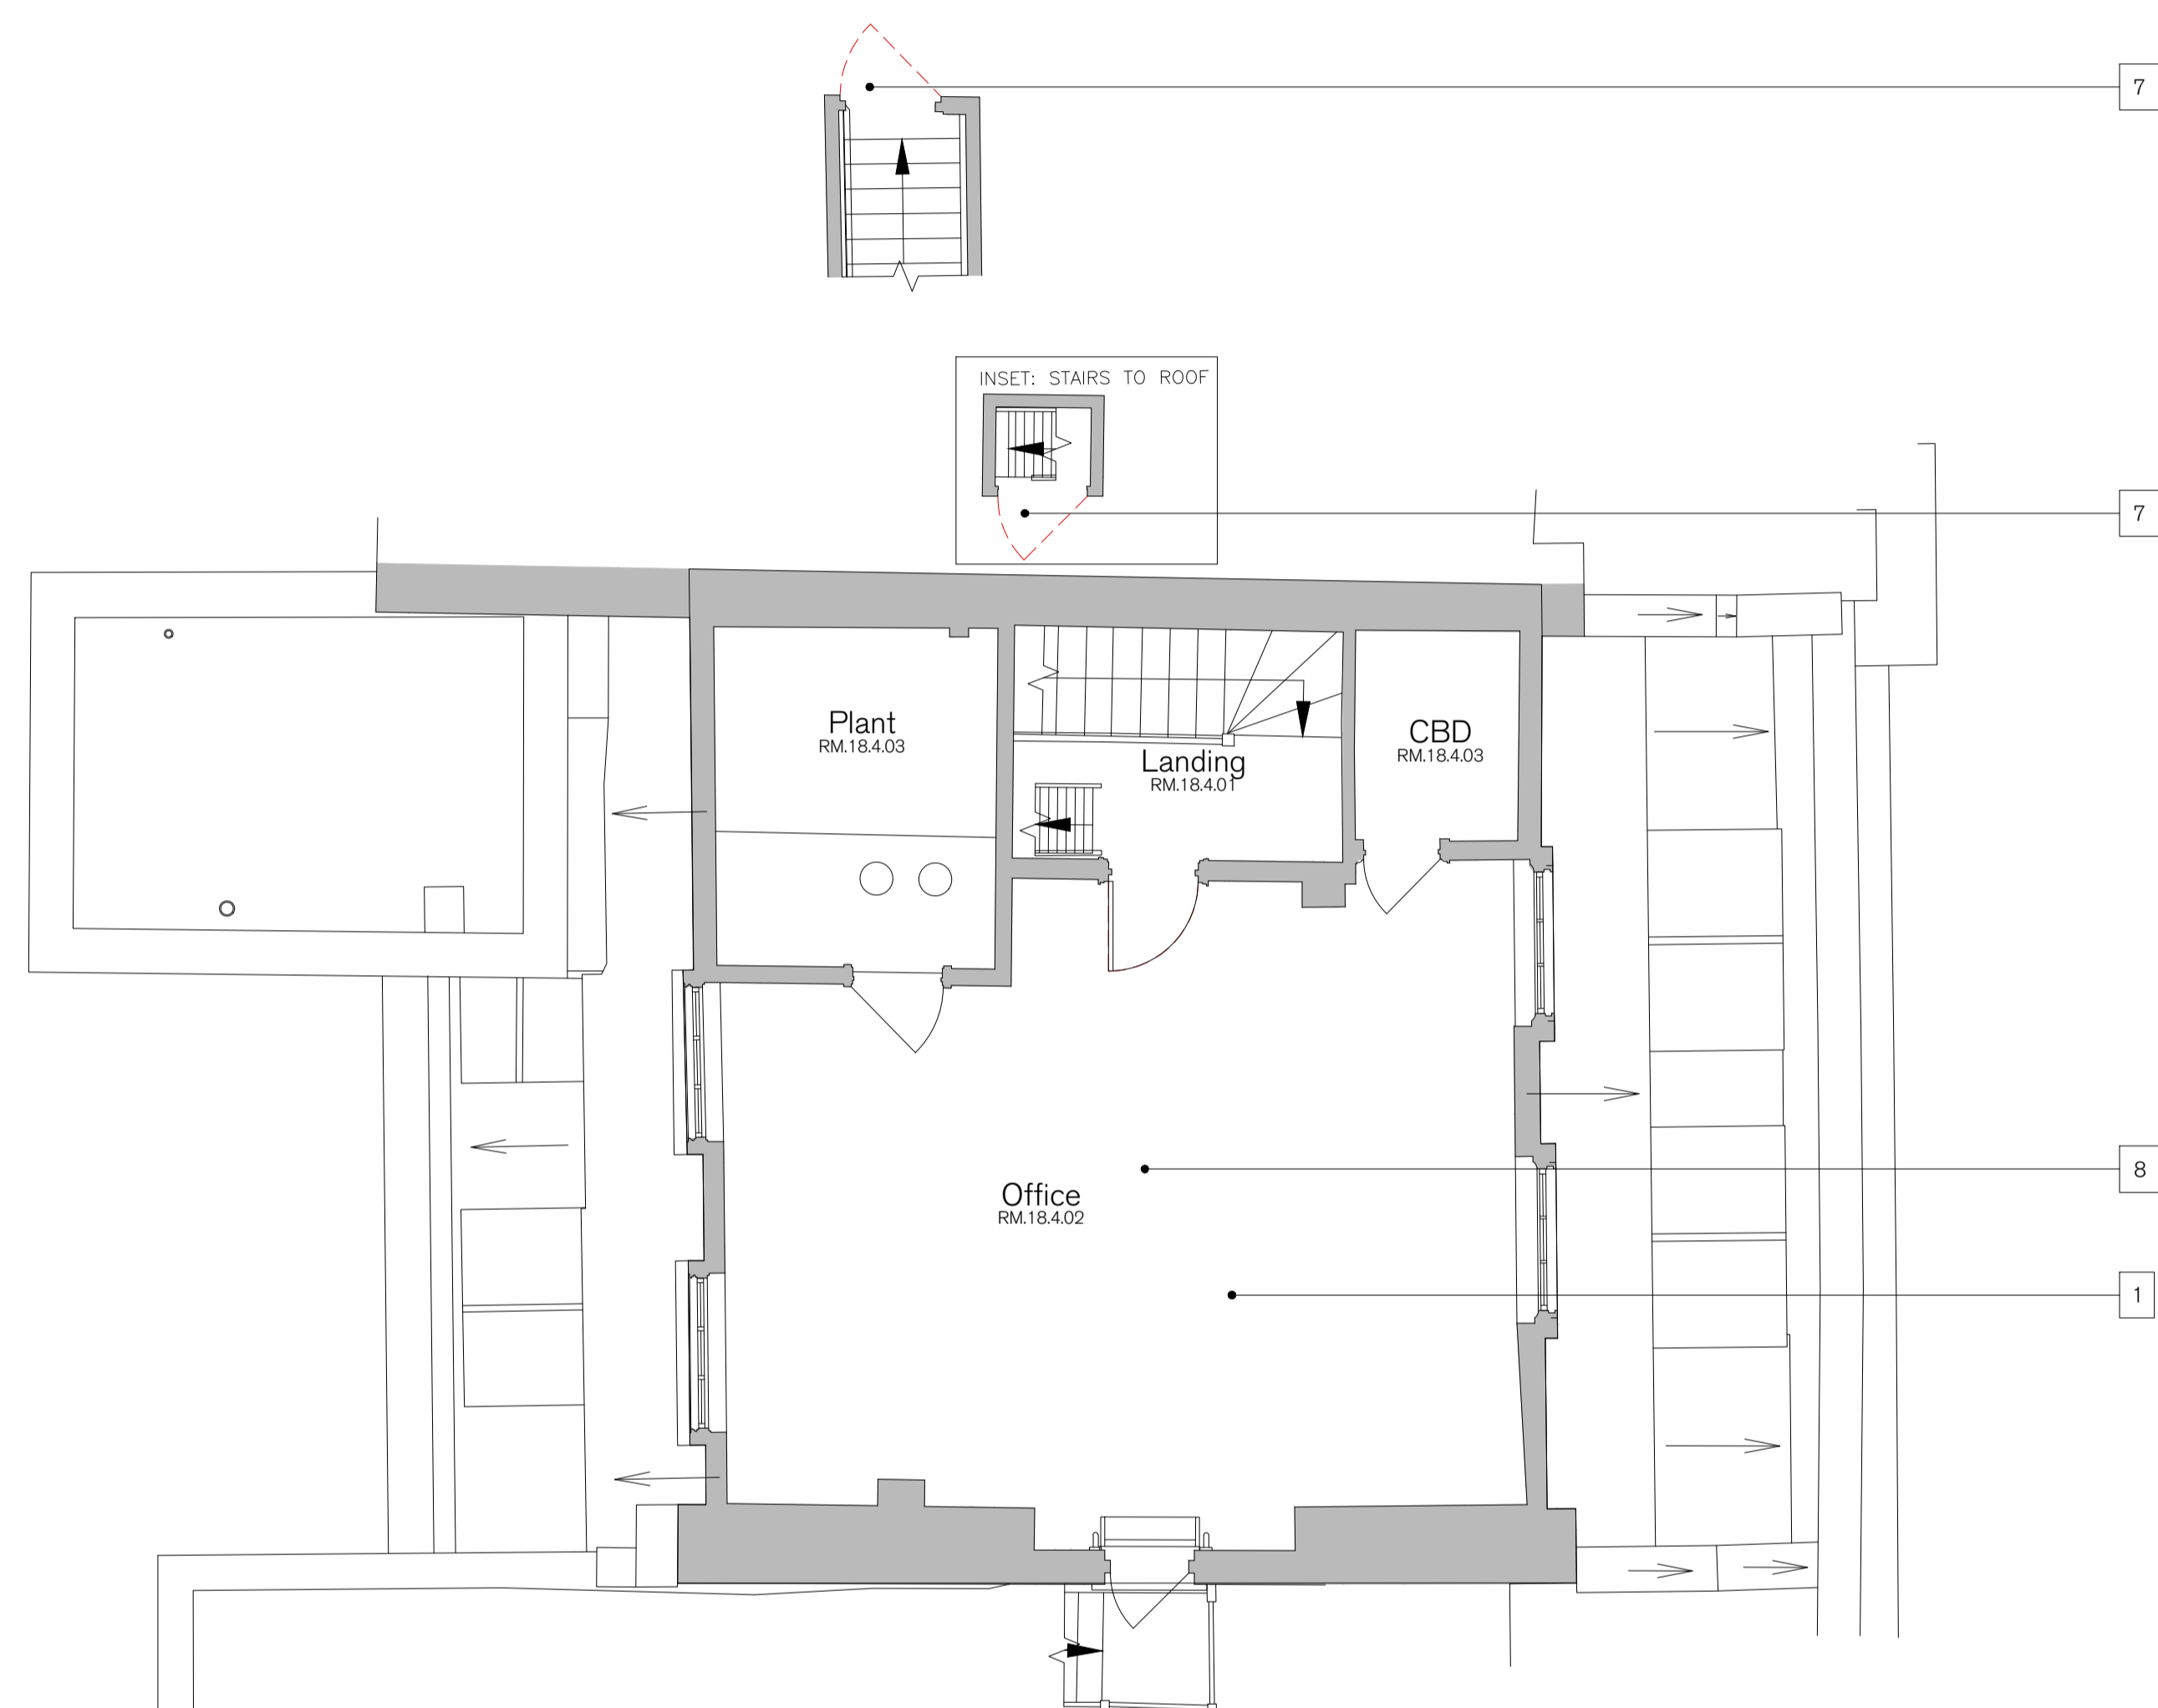 7
INSET: STAIRS TO ROOF
7
Plant
RM.18.4.03
CBD
RM.18.4.03
Landing
RM.18.4.01
8
Office
RM.18.4.02
1